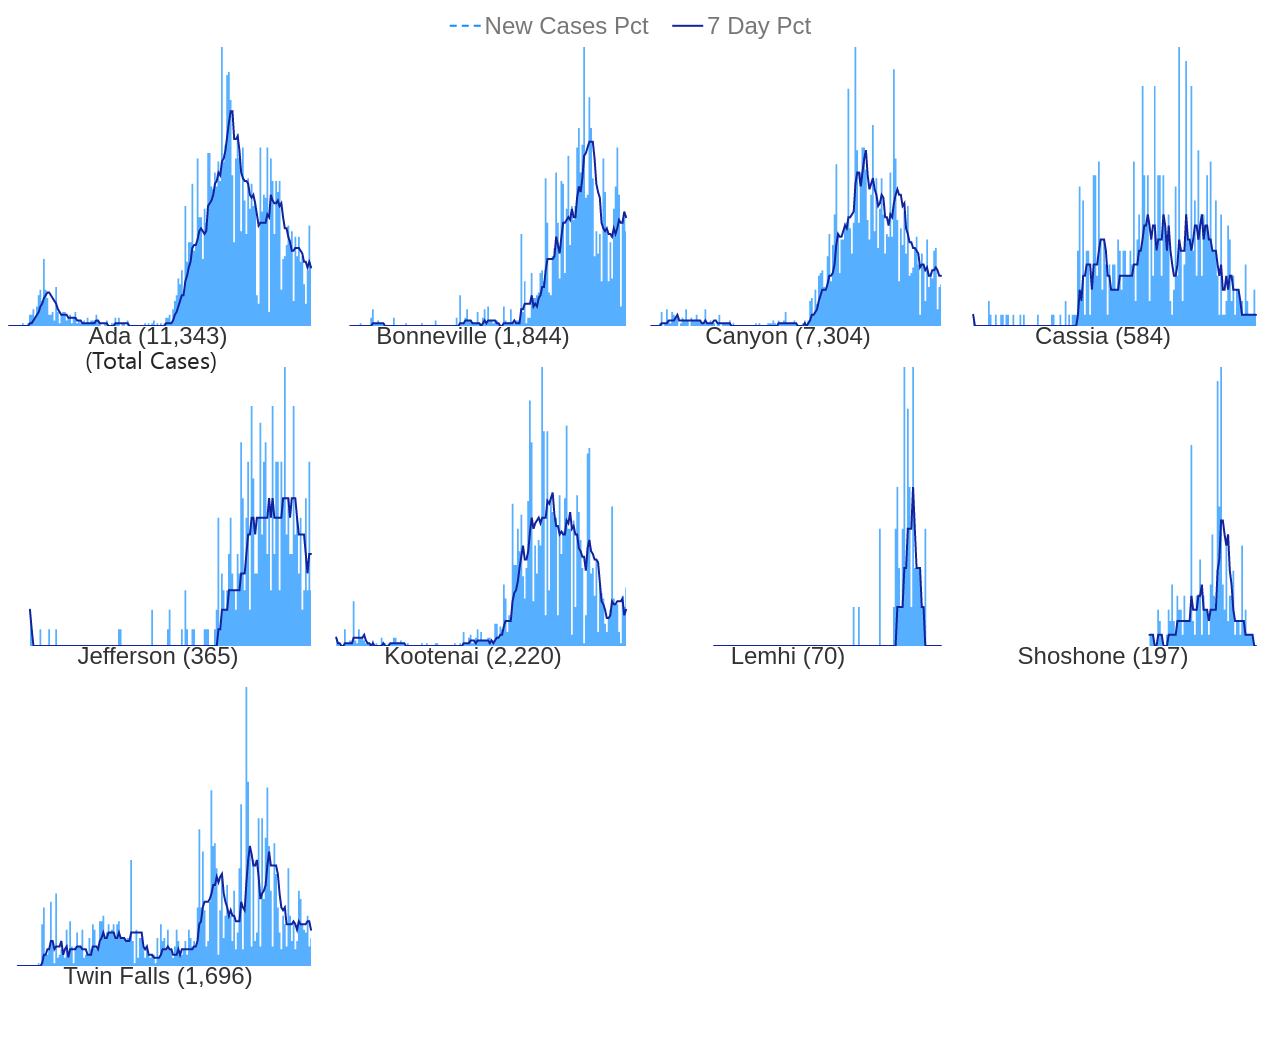 New Cases Pct 7 Day Pct
Ada (11,343) Bonneville (1,844) Canyon (7,304) Cassia (584)
(Total Cases)
Jefferson (365) Kootenai (2,220) Lemhi (70) Shoshone (197)
Twin Falls (1,696)